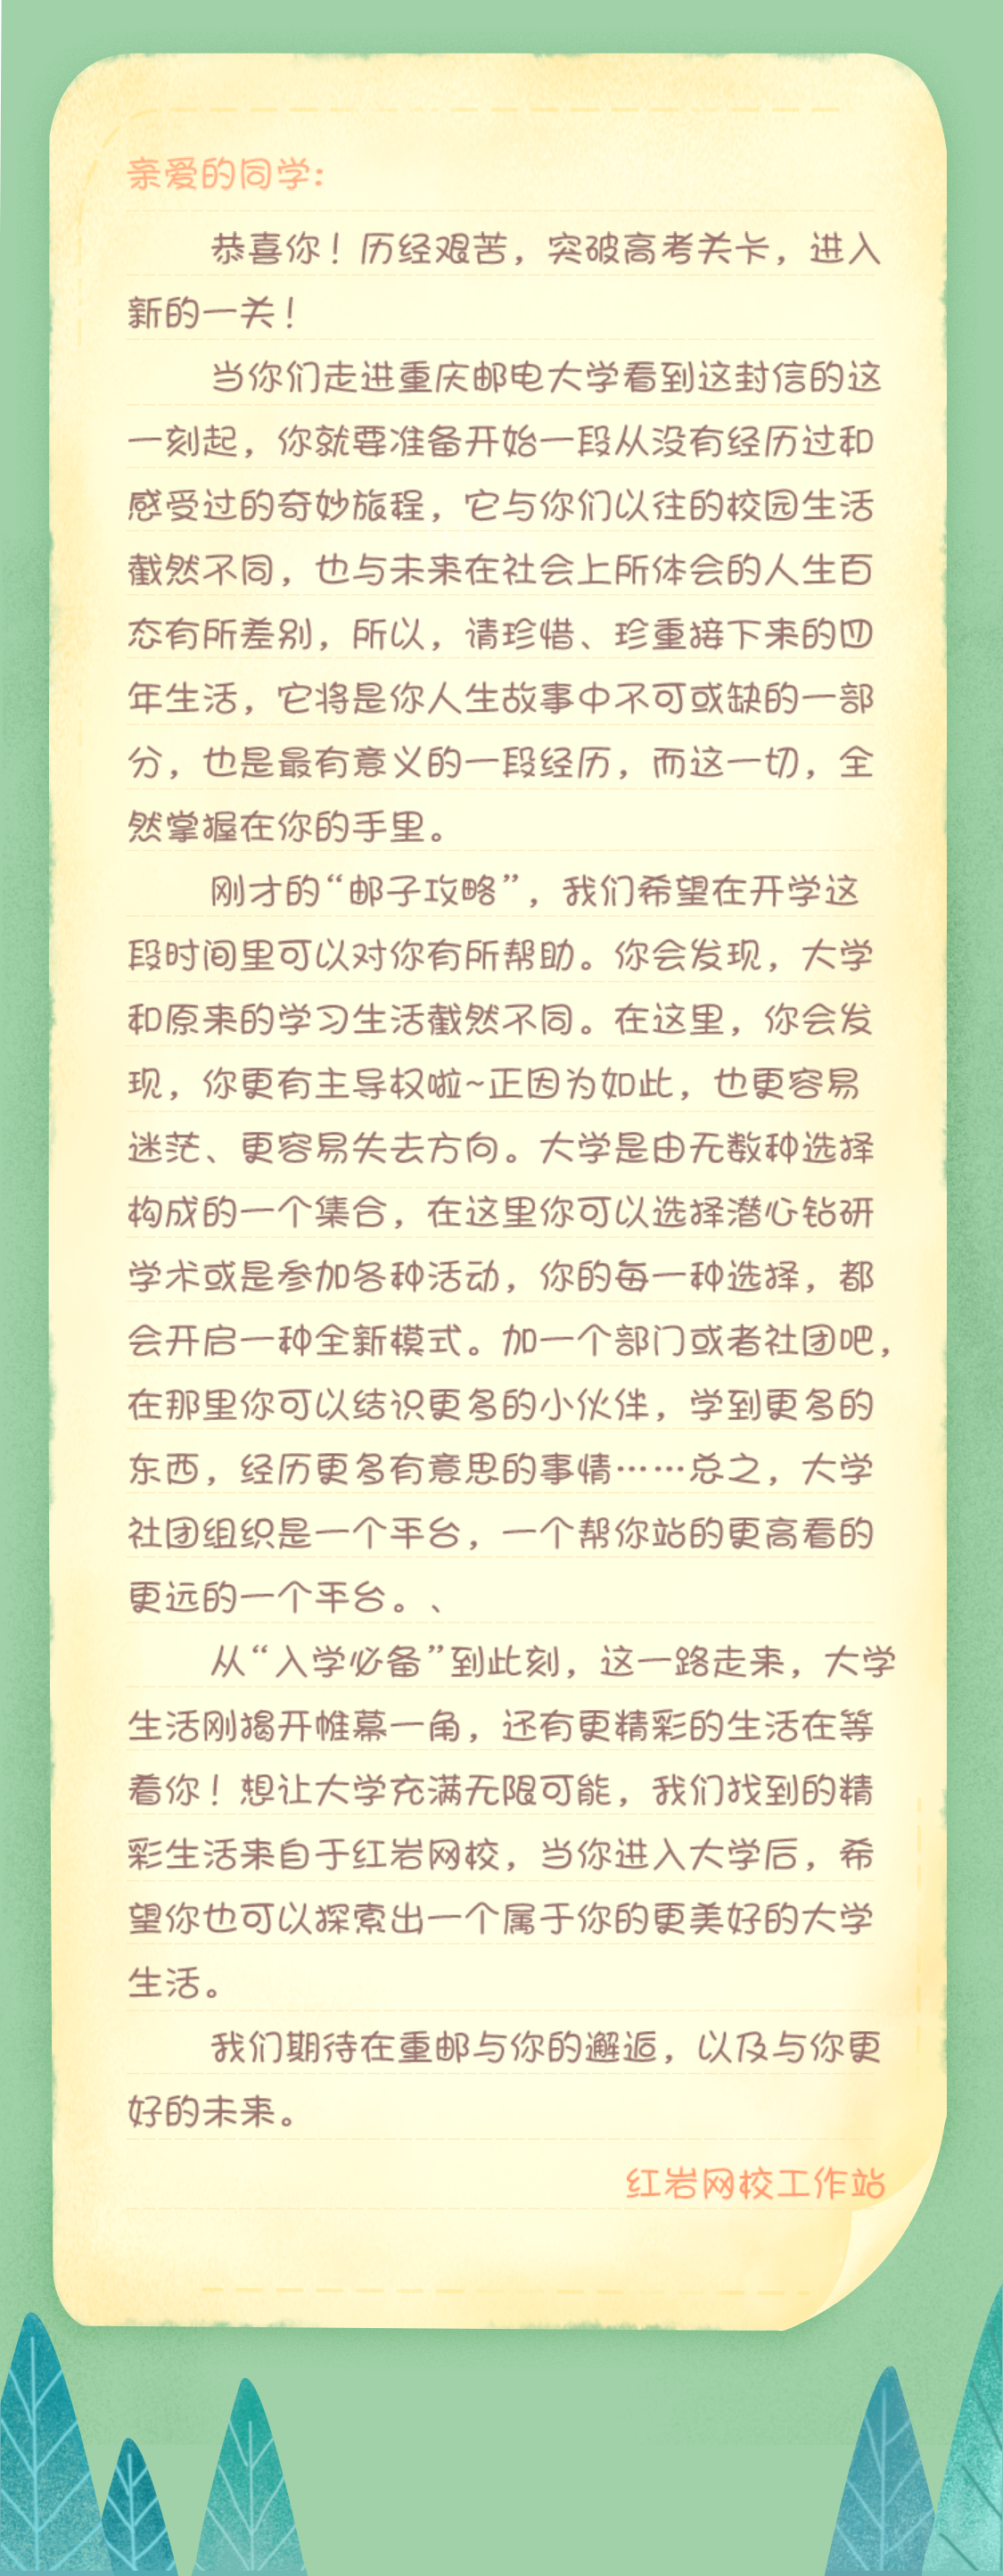 亲爱的同学:
恭喜你！历经艰苦，突破高考关卡，进入
新的一关！
当你们走进重庆邮电大学看到这封信的这
一刻起，你就要准备开始一段从没有经历过和
感受过的奇妙旅程，它与你们以往的校园生活
截然不同，也与未来在社会上所体会的人生百
态有所差别，所以，请珍惜、珍重接下来的四
年生活，它将是你人生故事中不可或缺的一部
分，也是最有意义的一段经历，而这一切，全
然掌握在你的手里。
刚才的“邮子攻略”，我们希望在开学这
段时间里可以对你有所帮助。你会发现，大学
和原来的学习生活截然不同。在这里，你会发
现，你更有主导权啦~正因为如此，也更容易
迷茫、更容易失去方向。大学是由无数种选择
构成的一个集合，在这里你可以选择潜心钻研
学术或是参加各种活动，你的每一种选择，都
会开启一种全新模式。加一个部门或者社团吧，
在那里你可以结识更多的小伙伴，学到更多的
东西，经历更多有意思的事情……总之，大学
社团组织是一个平台，一个帮你站的更高看的
更远的一个平台。、
从“入学必备”到此刻，这一路走来，大学
生活刚揭开帷幕一角，还有更精彩的生活在等
着你！想让大学充满无限可能，我们找到的精
彩生活来自于红岩网校，当你进入大学后，希
望你也可以探索出一个属于你的更美好的大学
生活。
我们期待在重邮与你的邂逅，以及与你更
好的未来。
红岩网校工作站